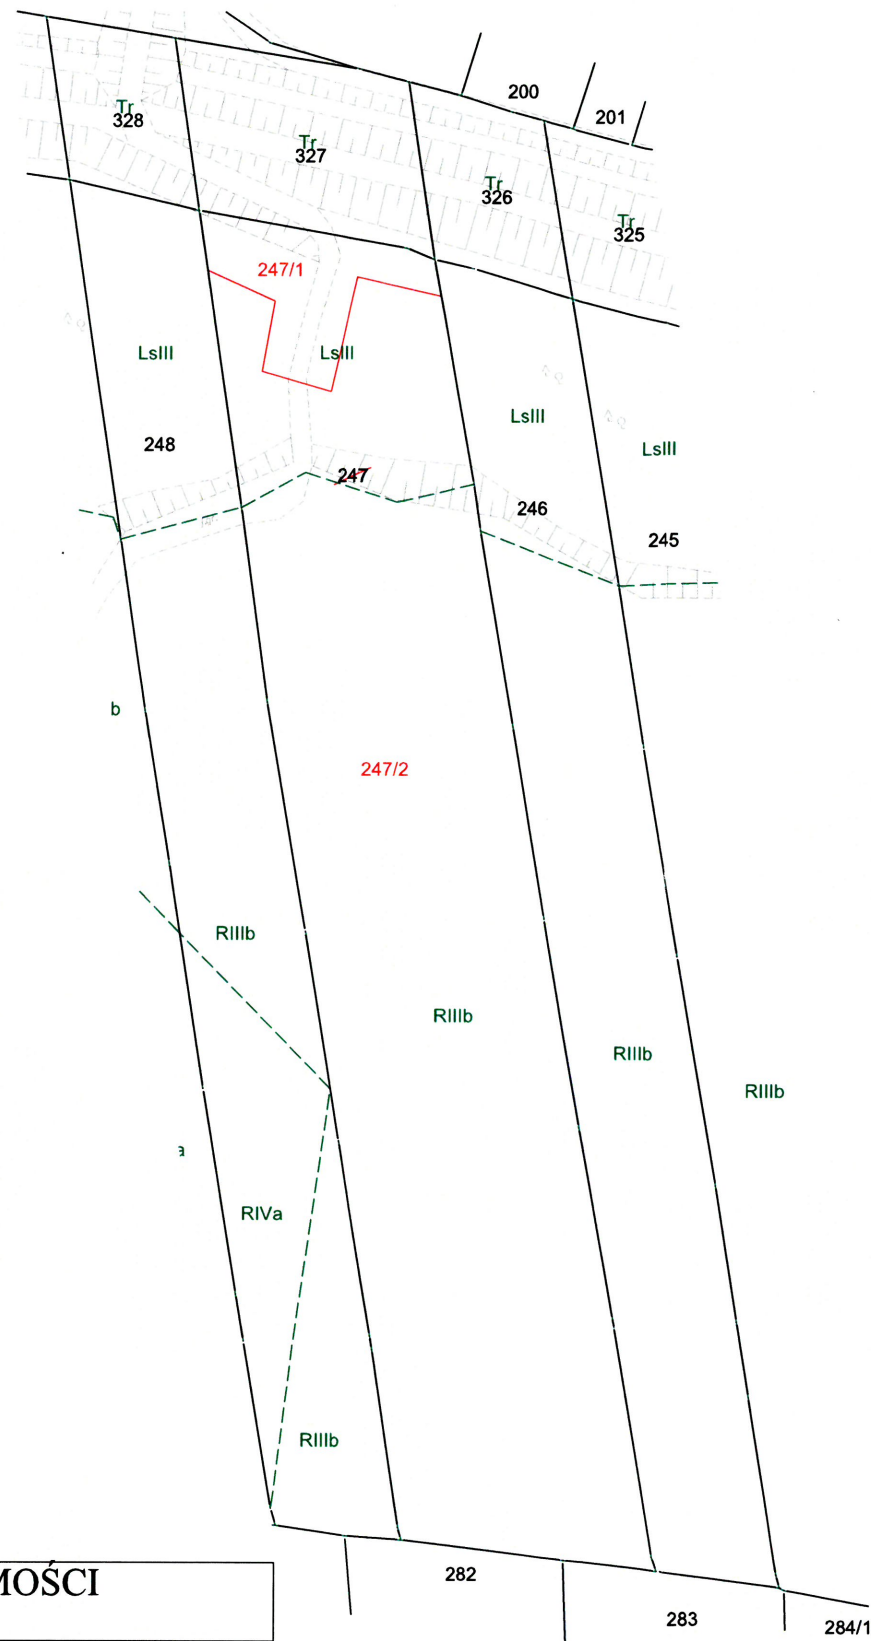 200
201
Tr
328
Tr
327
Tr
326
Tr
325
247/1
LsIII
LsIII
LsIII
LsIII
248
247
246
245
b
247/2
RIIIb
RIIIb
RIIIb
RIIIb
a
RIVa
RIIIb
282
283
284/1
MOŚCI